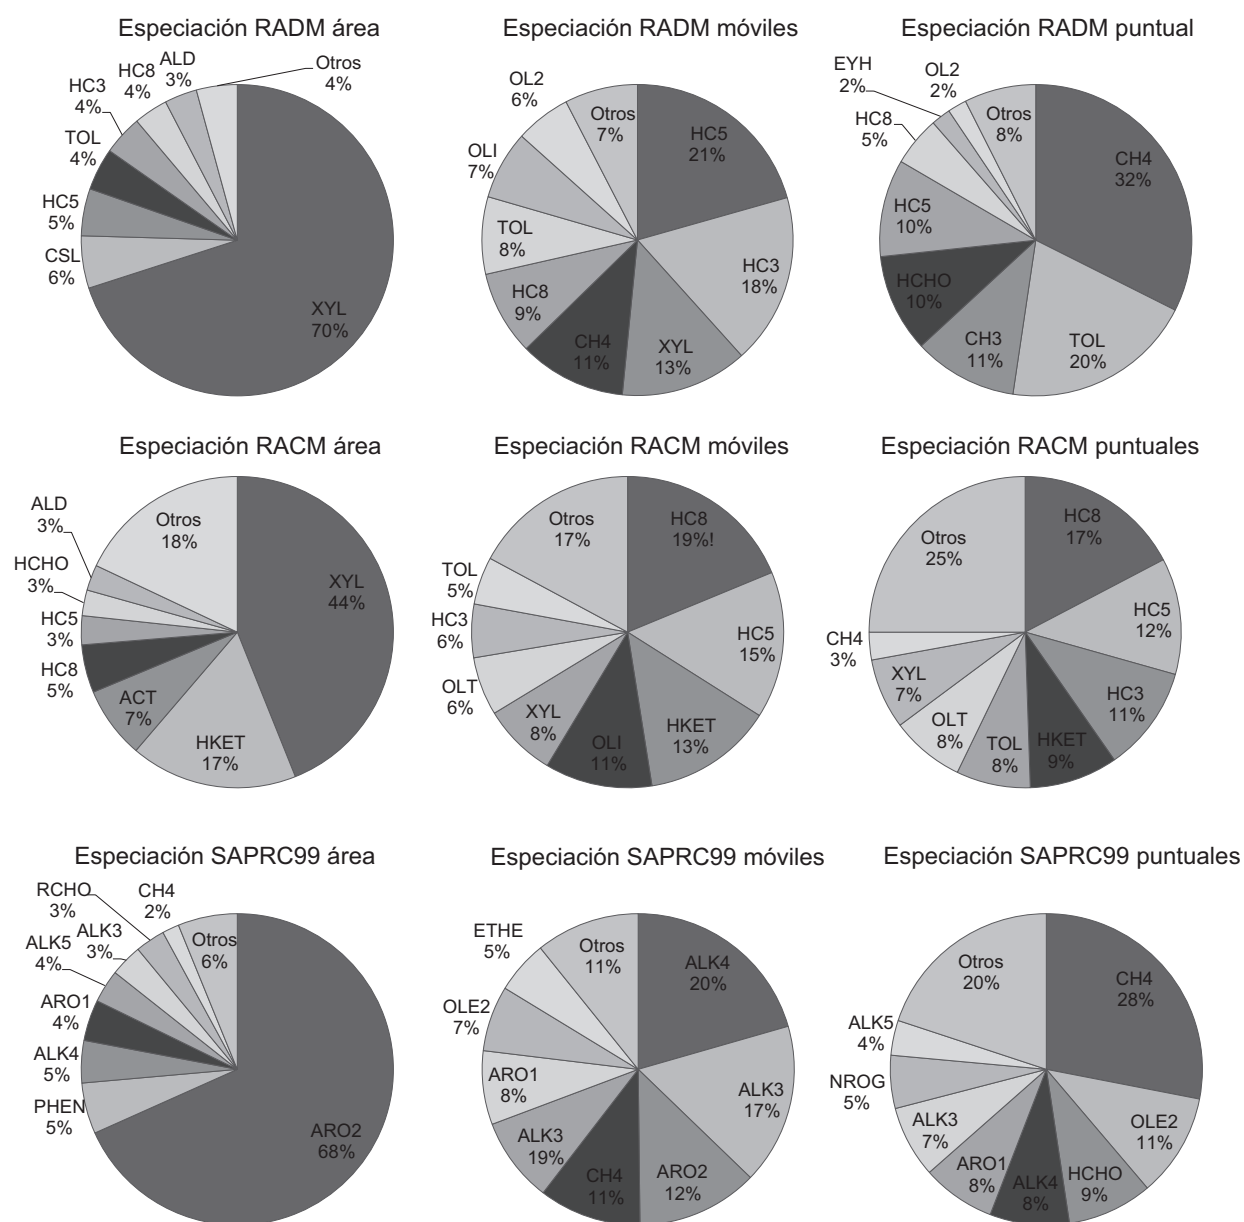 Especiación RADM área
XYL
70%
CSL
6%
HC5
5%
TOL
4%
HC3
4%
HC8
4%
ALD
3%
Otros
4%
Especiación RADM móviles
HC5
21%
HC3
18%
XYL
13%
CH4
11%
HC8
9%
TOL
8%
OLI
7%
OL2
6%
Otros
7%
Especiación RADM puntual
CH4
32%
TOL
20%
CH3
11%
HCHO
10%
HC5
10%
HC8
5%
EYH
2%
OL2
2%
Otros
8%
Especiación RACM área
XYL
44%
HKET
17%
ACT
7%
HC8
5%
HC5
3%
HCHO
3%
ALD
3%
Otros
18%
Especiación RACM móviles
HC8
19%!
HC5
15%
HKET
13%
OLI
11%
XYL
8%
OLT
6%
HC3
6%
TOL
5%
Otros
17%
Especiación RACM puntuales
HC8
17%
HC5
12%
HC3
11%
HKET
9%
TOL
8%
OLT
8%
XYL
7%
CH4
3%
Otros
25%
Especiación SAPRC99 área
ARO2
68%
PHEN
5%
ALK4
5%
ARO1
4%
ALK5
4%
ALK3
3%
RCHO
3%
CH4
2%
Otros
6%
Especiación SAPRC99 móviles
ALK4
20%
ALK3
17%
ARO2
12%
CH4
11%
ALK3
19%
ARO1
8%
OLE2
7%
ETHE
5%
Otros
11%
Especiación SAPRC99 puntuales
CH4
28%
OLE2
11%
HCHO
9%
ALK4
8%
ARO1
8%
ALK3
7%
NROG
5%
ALK5
4%
Otros
20%